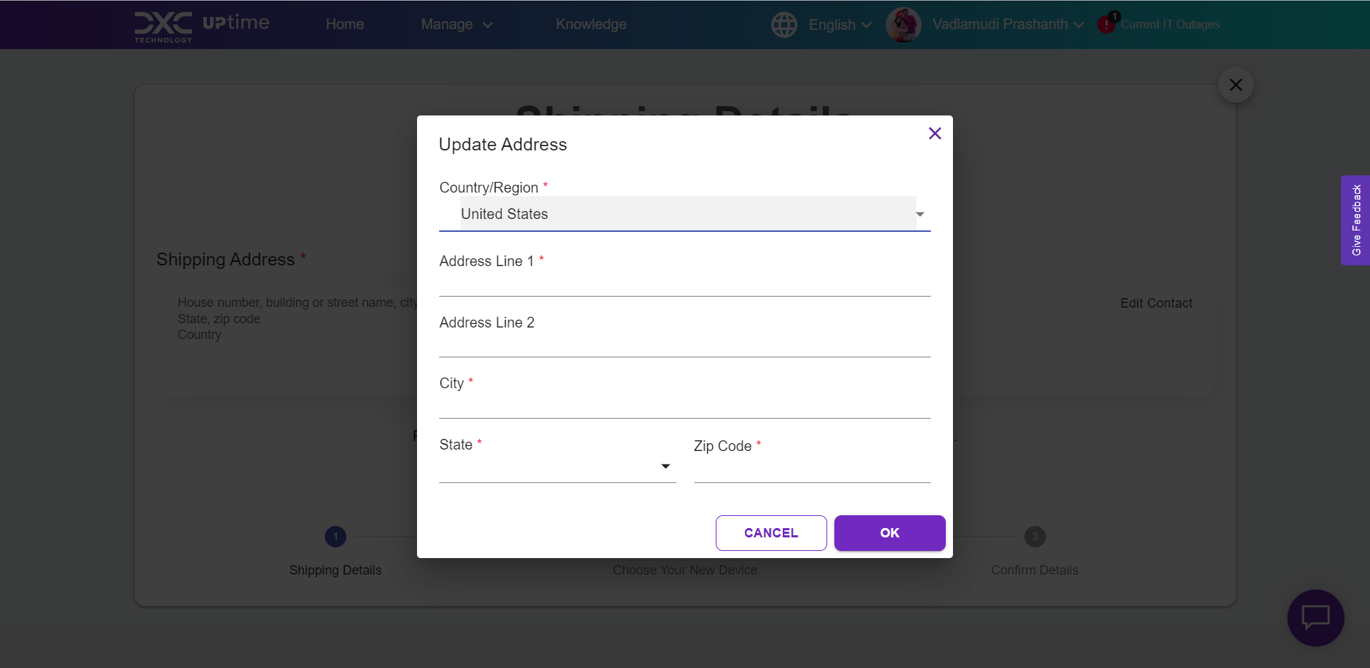 DXC TECHNOLOGY UPtime Home Manage Knowledge English Vadlamudi Prashanth ! 1 Current IT Outages
Shipping Details
Update Address
Country/Region *
United States
Give Feedback
Address Line 1 *
Shipping Address *
House number, building or street name, city
State, zip code
Country
Edit Contact
Address Line 2
City *
State *
Zip Code *
CANCEL OK
1 3
Shipping Details Choose Your New Device Confirm Details